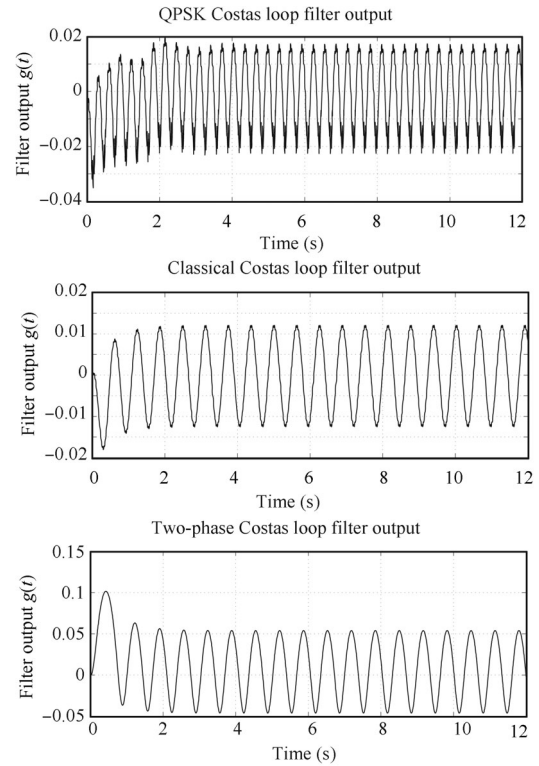 QPSK Costas loop filter output
0.02
0
−0.02
−0.04
Filter output g(t)
0 2 4 6 8 10 12
Time (s)
Classical Costas loop filter output
0.02
0.01
0
−0.01
−0.02
Filter output g(t)
0 2 4 6 8 10 12
Time (s)
Two-phase Costas loop filter output
0.15
0.1
0.05
0
−0.05
Filter output g(t)
0 2 4 6 8 10 12
Time (s)